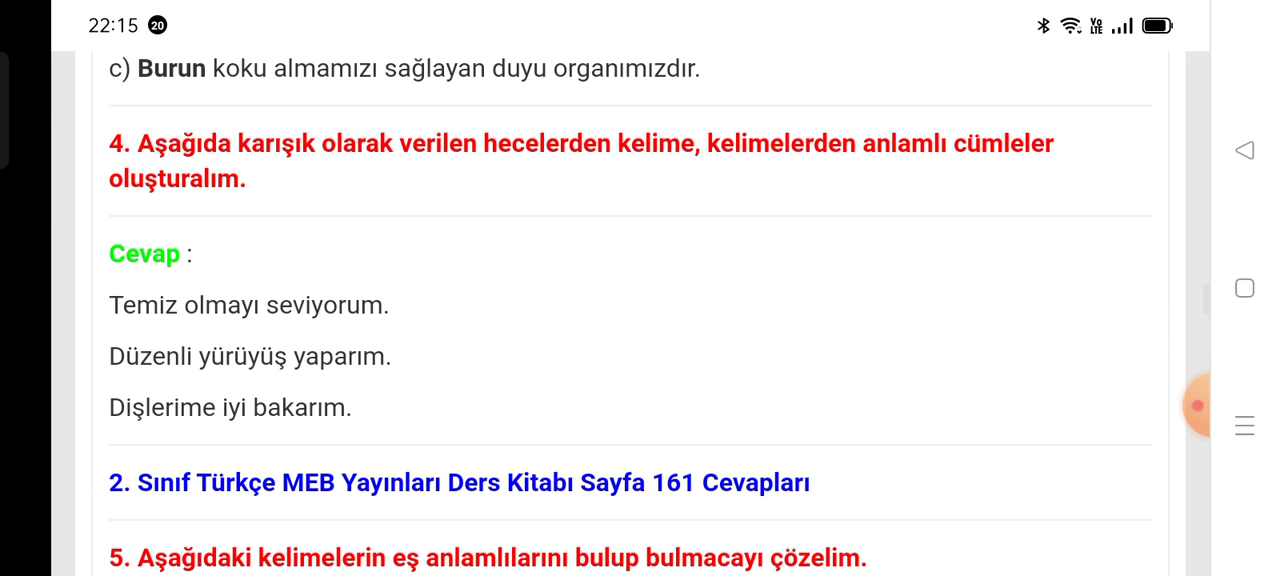 22:15 20 Vo LTE
c) Burun koku almamızı sağlayan duyu organımızdır.
4. Aşağıda karışık olarak verilen hecelerden kelime, kelimelerden anlamlı cümleler
oluşturalım.
Cevap :
Temiz olmayı seviyorum.
Düzenli yürüyüş yaparım.
Dişlerime iyi bakarım.
2. Sınıf Türkçe MEB Yayınları Ders Kitabı Sayfa 161 Cevapları
5. Aşağıdaki kelimelerin eş anlamlılarını bulup bulmacayı çözelim.